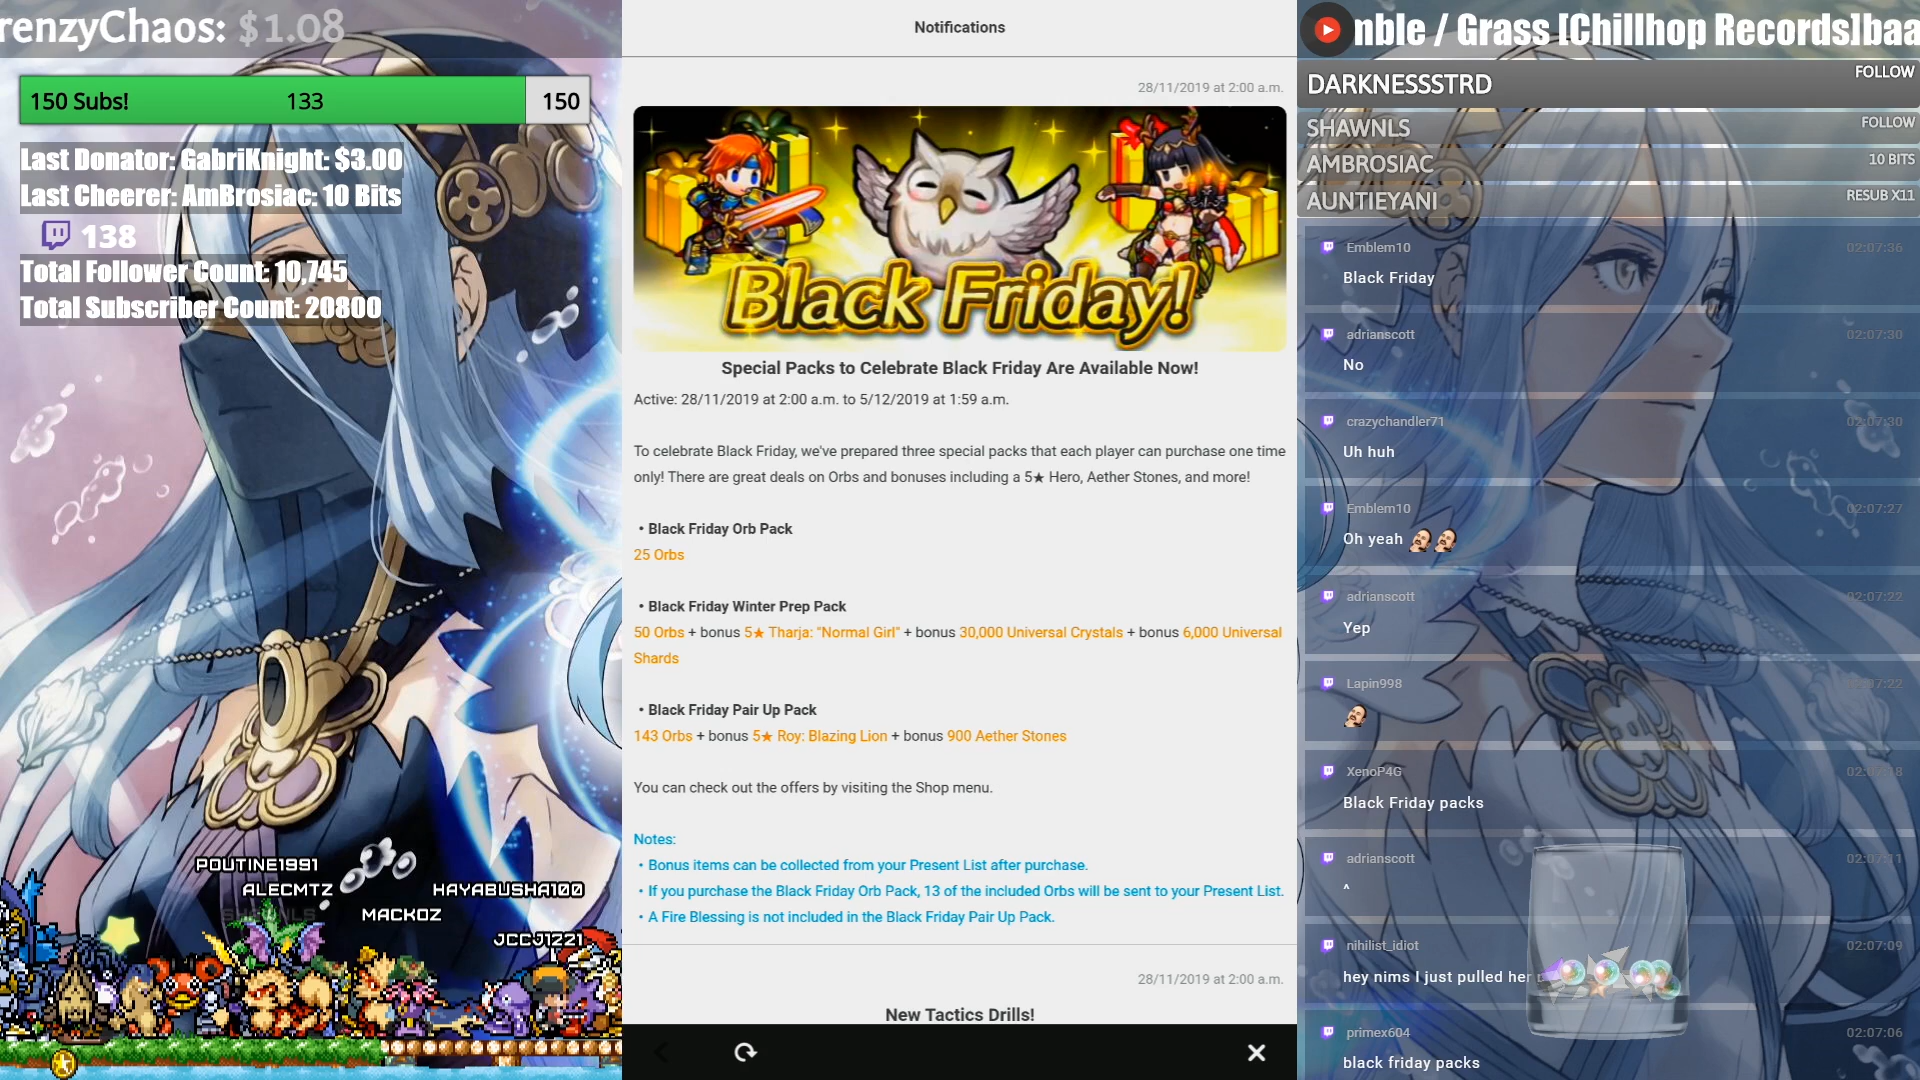 renzyChaos: $1.08
150 Subs!
133
150
Last Donator: GabriKnight: $3.00
Last Cheerer: AmBrosiac: 10 Bits
138
Total Follower Count: 10,745
Total Subscriber Count: 20800
POUTINE1991
ALECMTZ
HAYABUSHA100
SHAWNLS
MACKOZ
JCCJ1221
Notifications
28/11/2019 at 2:00 a.m.
Black Friday!
Special Packs to Celebrate Black Friday Are Available Now!
Active: 28/11/2019 at 2:00 a.m. to 5/12/2019 at 1:59 a.m.
To celebrate Black Friday, we've prepared three special packs that each player can purchase one time
only! There are great deals on Orbs and bonuses including a 5★ Hero, Aether Stones, and more!
・Black Friday Orb Pack
25 Orbs
・Black Friday Winter Prep Pack
50 Orbs + bonus 5★ Tharja: "Normal Girl" + bonus 30,000 Universal Crystals + bonus 6,000 Universal
Shards
・Black Friday Pair Up Pack
143 Orbs + bonus 5★ Roy: Blazing Lion + bonus 900 Aether Stones
You can check out the offers by visiting the Shop menu.
Notes:
・Bonus items can be collected from your Present List after purchase.
・If you purchase the Black Friday Orb Pack, 13 of the included Orbs will be sent to your Present List.
・A Fire Blessing is not included in the Black Friday Pair Up Pack.
28/11/2019 at 2:00 a.m.
New Tactics Drills!
mble / Grass [Chillhop Records]baa
DARKNESSSTRD FOLLOW
SHAWNLS FOLLOW
AMBROSIAC 10 BITS
AUNTIEYANI RESUB X11
Emblem10 02:07:36
Black Friday
adrianscott 02:07:30
No
crazychandler71 02:07:30
Uh huh
Emblem10 02:07:27
Oh yeah
adrianscott 02:07:22
Yep
Lapin998 02:07:22
XenoP4G 02:07:18
Black Friday packs
adrianscott 02:07:11
^
nihilist_idiot 02:07:09
hey nims I just pulled her
primex604 02:07:06
black friday packs